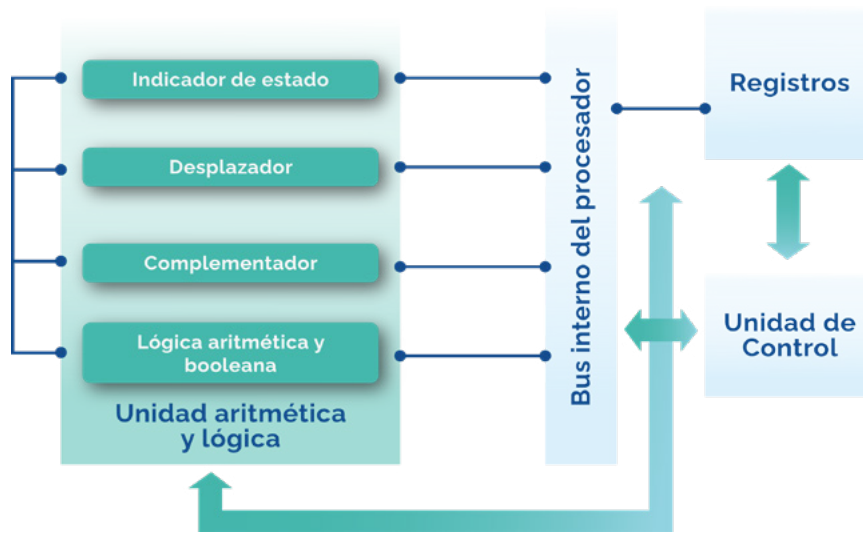 Indicador de estado
Desplazador
Complementador
Lógica aritmética y
booleana
Unidad aritmética
y lógica
Bus interno del procesador
Registros
Unidad de
Control